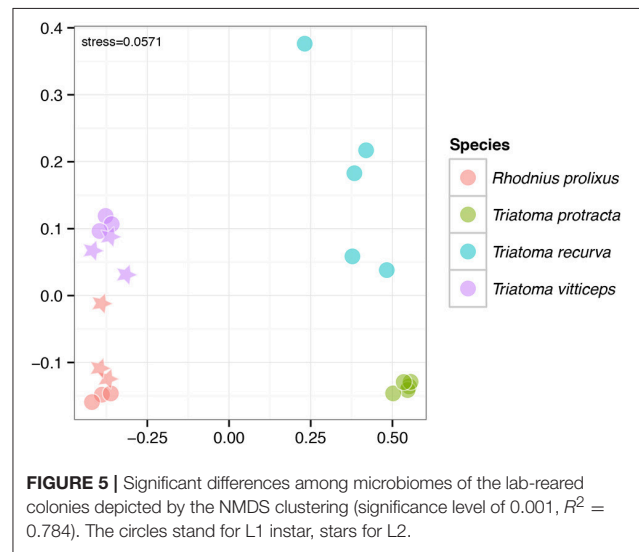 stress=0.0571
0.4
0.3
0.2
0.1
0.0
−0.1
−0.25
0.00
0.25
0.50
Species
Rhodnius prolixus
Triatoma protracta
Triatoma recurva
Triatoma vitticeps
FIGURE 5 | Significant differences among microbiomes of the lab-reared
colonies depicted by the NMDS clustering (significance level of 0.001, R² =
0.784). The circles stand for L1 instar, stars for L2.